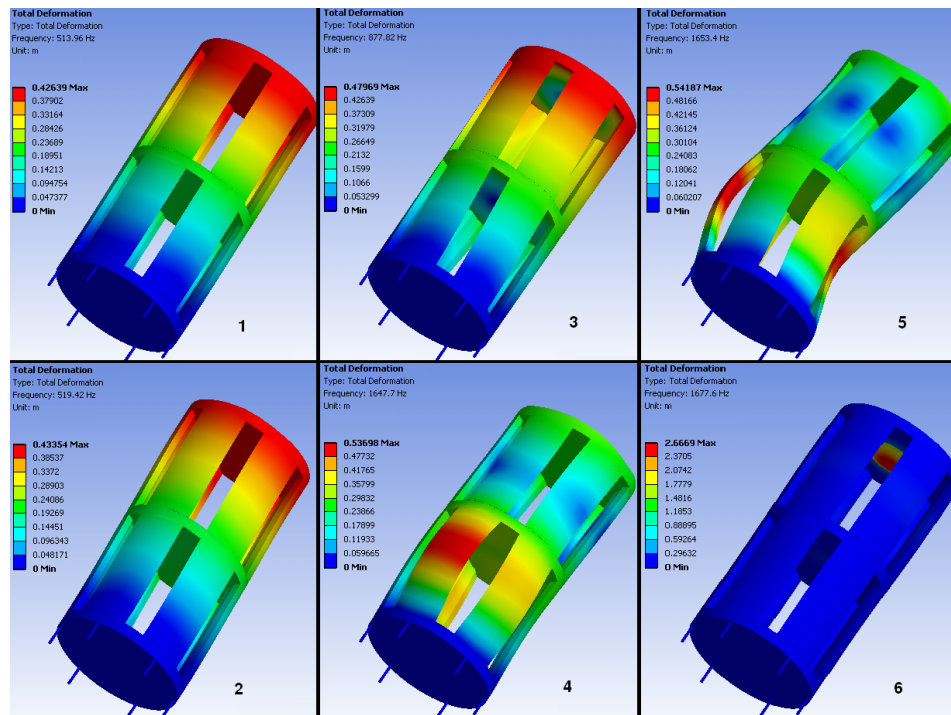 Total Deformation
Type: Total Deformation
Frequency: 513.96 Hz
Unit: m
0.42639 Max
0.37902
0.33164
0.28426
0.23689
0.18951
0.14213
0.094754
0.047377
0 Min
1
Total Deformation
Type: Total Deformation
Frequency: 877.82 Hz
Unit: m
0.47969 Max
0.42639
0.37309
0.31979
0.26649
0.2132
0.1599
0.1066
0.053299
0 Min
3
Total Deformation
Type: Total Deformation
Frequency: 1653.4 Hz
Unit: m
0.54187 Max
0.48166
0.42145
0.36124
0.30104
0.24083
0.18062
0.12041
0.060207
0 Min
5
Total Deformation
Type: Total Deformation
Frequency: 519.42 Hz
Unit: m
0.43354 Max
0.38537
0.3372
0.28903
0.24086
0.19269
0.14451
0.096343
0.048171
0 Min
2
Total Deformation
Type: Total Deformation
Frequency: 1647.7 Hz
Unit: m
0.53698 Max
0.47732
0.41765
0.35799
0.29832
0.23866
0.17899
0.11933
0.059665
0 Min
4
Total Deformation
Type: Total Deformation
Frequency: 1677.6 Hz
Unit: m
2.6669 Max
2.3705
2.0742
1.7779
1.4816
1.1853
0.88895
0.59264
0.29632
0 Min
6